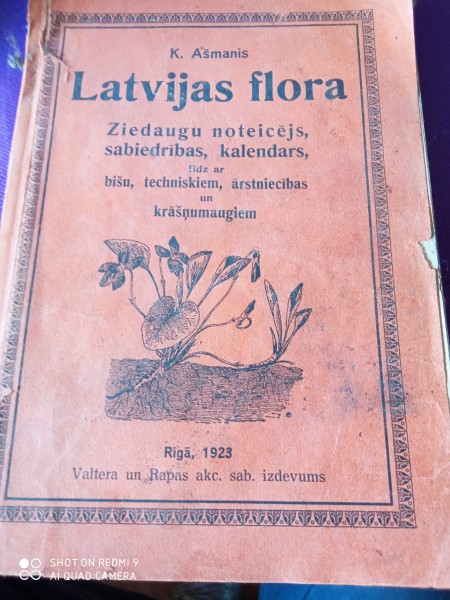 K. Ašmanis
Latvijas flora
Ziedaugu noteicējs,
sabiedrības, kalendars,
līdz ar
bišu, techniskiem, ārstniecības
un
krāšņumaugiem
Rīgā, 1923
Valtera un Rapas akc. sab. izdevums
SHOT ON REDMI 9
AI QUAD CAMERA